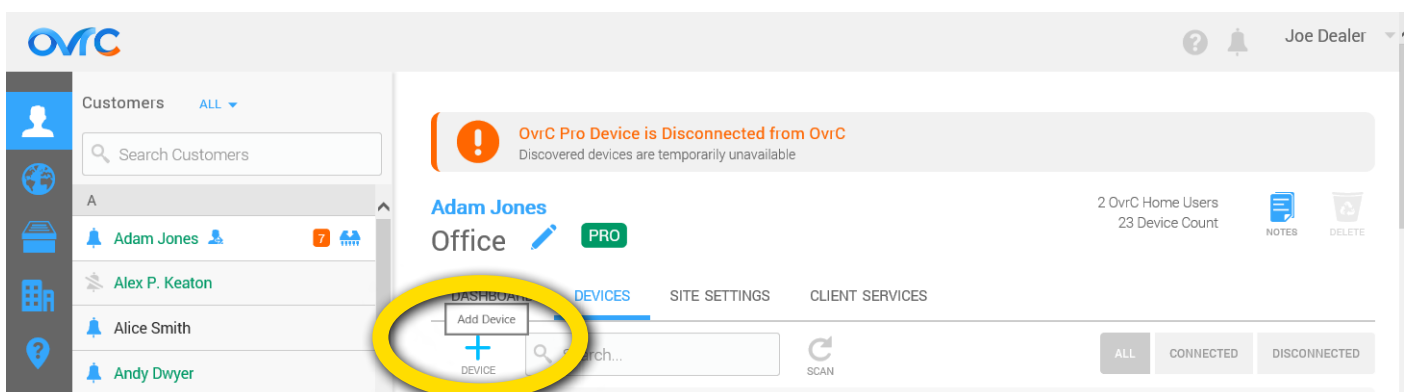 OvrC
Joe Dealer
Customers ALL
Search Customers
A
Adam Jones 7
Alex P. Keaton
Alice Smith
Andy Dwyer
OvrC Pro Device is Disconnected from OvrC
Discovered devices are temporarily unavailable
Adam Jones
Office PRO
2 OvrC Home Users
23 Device Count
NOTES DELETE
DASHBOARD DEVICES SITE SETTINGS CLIENT SERVICES
Add Device
DEVICE
Search...
SCAN
ALL CONNECTED DISCONNECTED